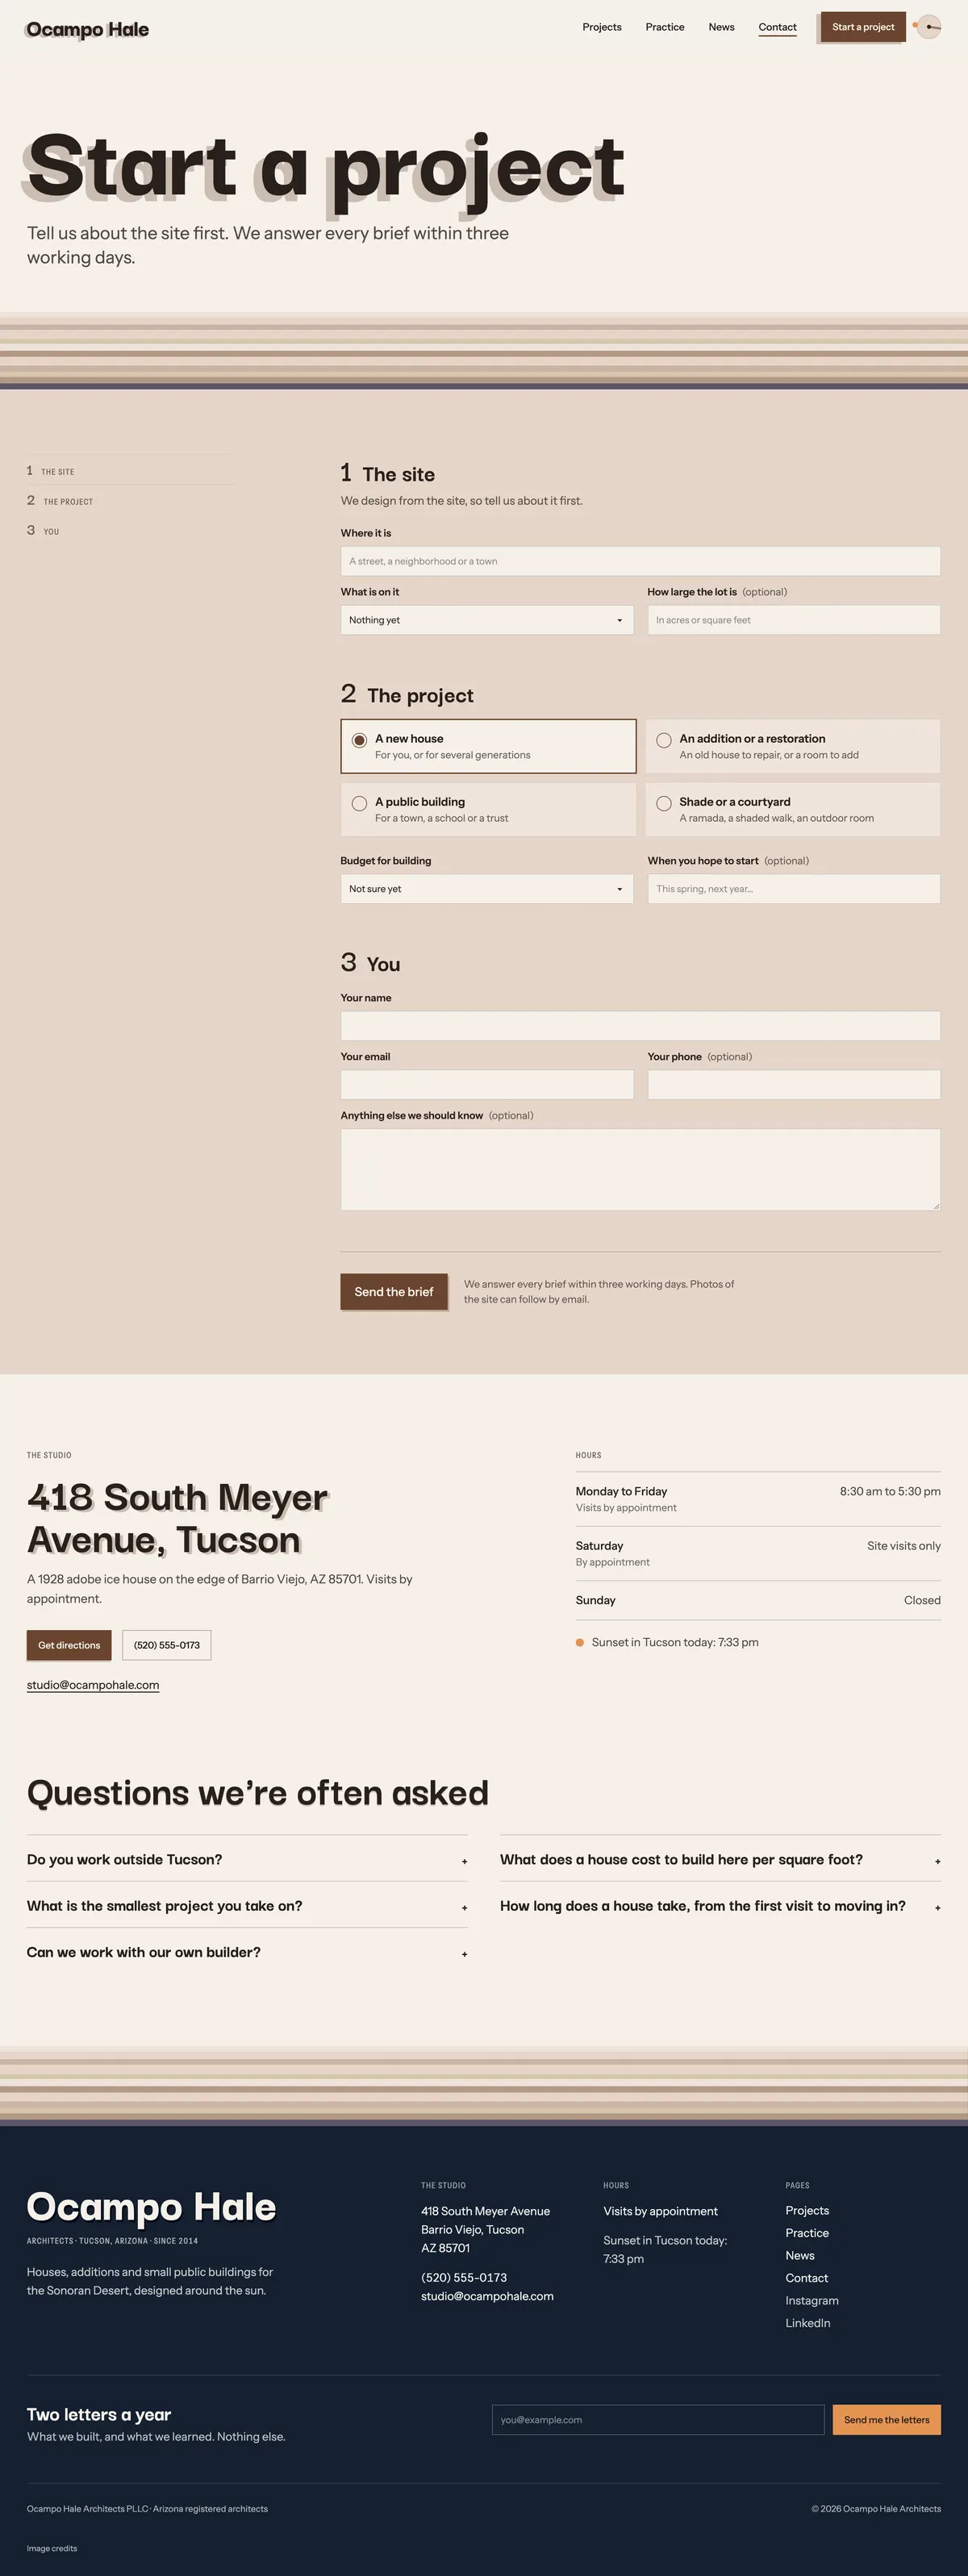 Ocampo Hale
Projects
Practice
News
Contact
Start a project
Start a project
Tell us about the site first. We answer every brief within three
working days.
1 THE SITE
2 THE PROJECT
3 YOU
1 The site
We design from the site, so tell us about it first.
Where it is
A street, a neighborhood or a town
What is on it
How large the lot is (optional)
Nothing yet
In acres or square feet
2 The project
A new house
For you, or for several generations
An addition or a restoration
An old house to repair, or a room to add
A public building
For a town, a school or a trust
Shade or a courtyard
A ramada, a shaded walk, an outdoor room
Budget for building
When you hope to start (optional)
Not sure yet
This spring, next year...
3 You
Your name
Your email
Your phone (optional)
Anything else we should know (optional)
Send the brief
We answer every brief within three working days. Photos of
the site can follow by email.
THE STUDIO
418 South Meyer
Avenue, Tucson
A 1928 adobe ice house on the edge of Barrio Viejo, AZ 85701. Visits by
appointment.
Get directions
(520) 555-0173
studio@ocampohale.com
HOURS
Monday to Friday
8:30 am to 5:30 pm
Visits by appointment
Saturday
Site visits only
By appointment
Sunday
Closed
Sunset in Tucson today: 7:33 pm
Questions we're often asked
Do you work outside Tucson? +
What does a house cost to build here per square foot? +
What is the smallest project you take on? +
How long does a house take, from the first visit to moving in? +
Can we work with our own builder? +
Ocampo Hale
ARCHITECTS · TUCSON, ARIZONA · SINCE 2014
Houses, additions and small public buildings for
the Sonoran Desert, designed around the sun.
THE STUDIO
418 South Meyer Avenue
Barrio Viejo, Tucson
AZ 85701
(520) 555-0173
studio@ocampohale.com
HOURS
Visits by appointment
Sunset in Tucson today:
7:33 pm
PAGES
Projects
Practice
News
Contact
Instagram
LinkedIn
Two letters a year
What we built, and what we learned. Nothing else.
you@example.com
Send me the letters
Ocampo Hale Architects PLLC · Arizona registered architects
© 2026 Ocampo Hale Architects
Image credits